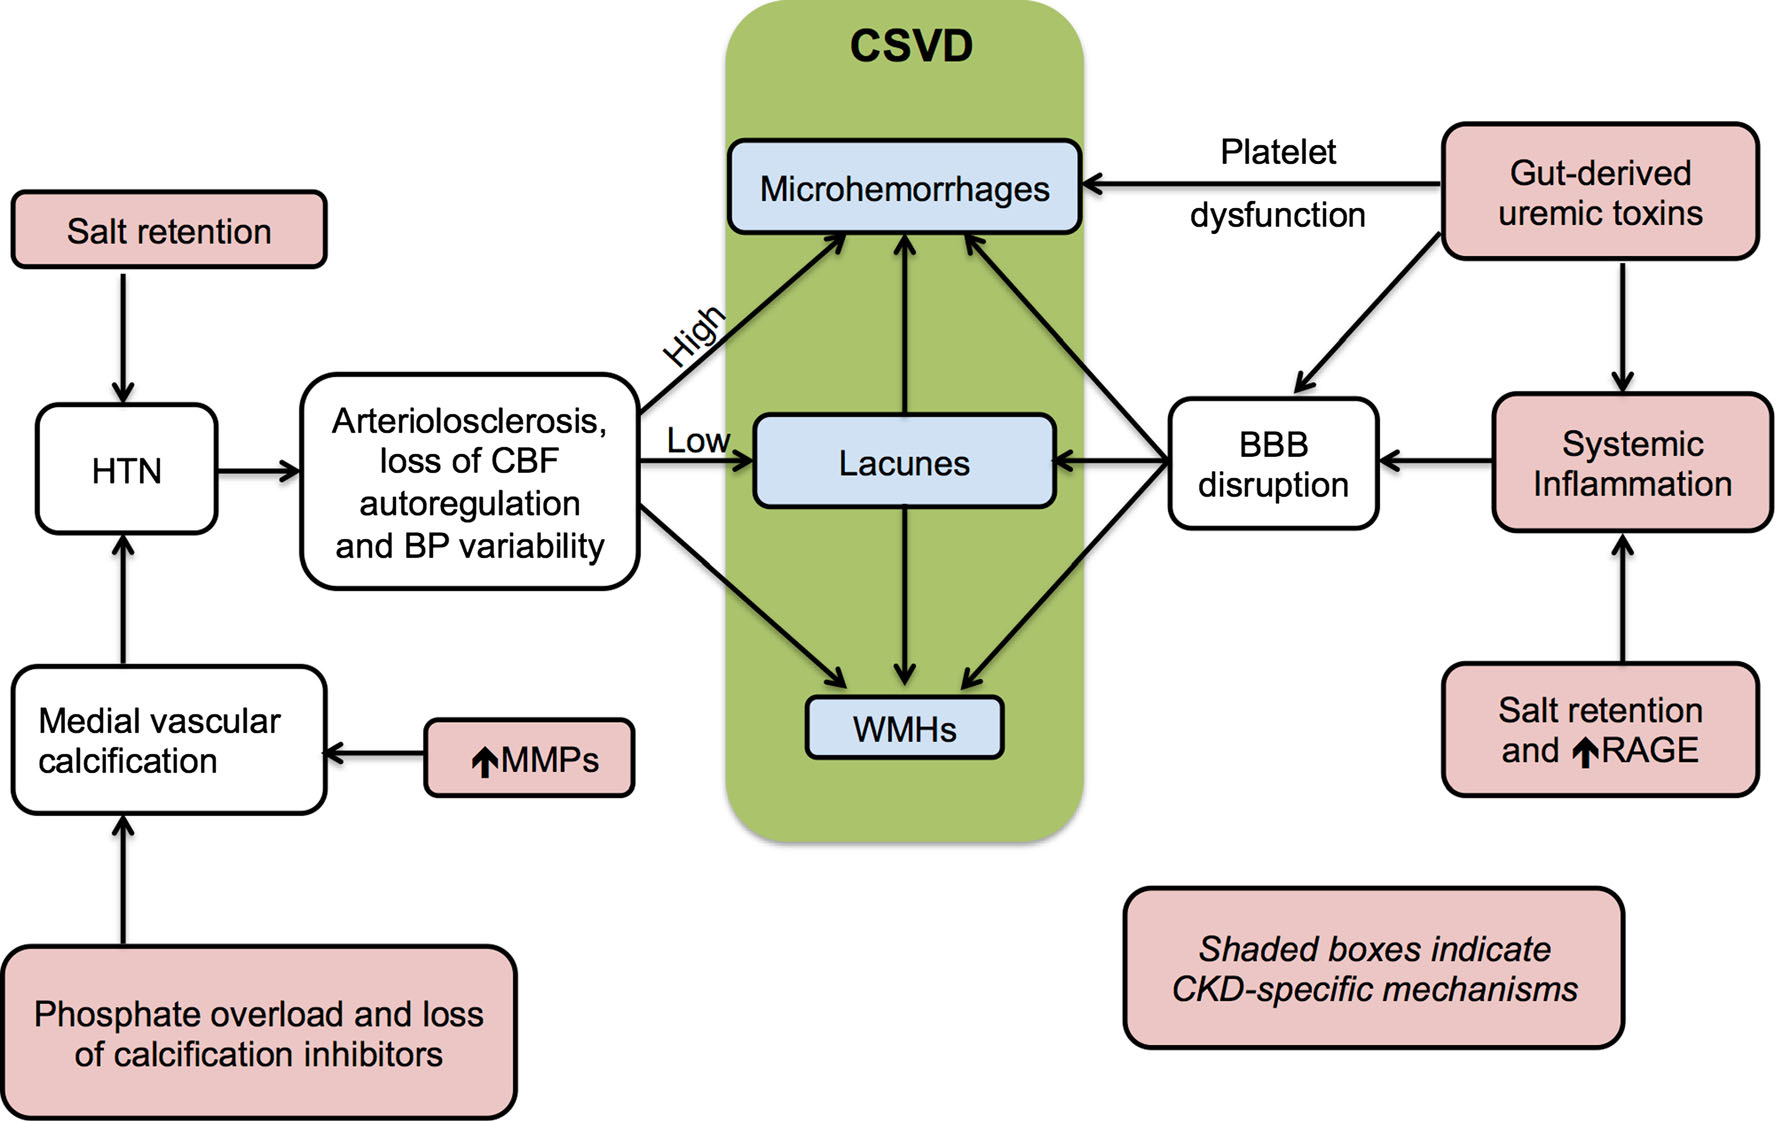 CSVD
Microhemorrhages
Platelet
dysfunction
Gut-derived
uremic toxins
Salt retention
High
HTN
Arteriolosclerosis,
loss of CBF
autoregulation
and BP variability
Low
Lacunes
BBB
disruption
Systemic
Inflammation
Medial vascular
calcification
↑MMPs
WMHs
Salt retention
and ↑RAGE
Phosphate overload and loss
of calcification inhibitors
Shaded boxes indicate
CKD-specific mechanisms